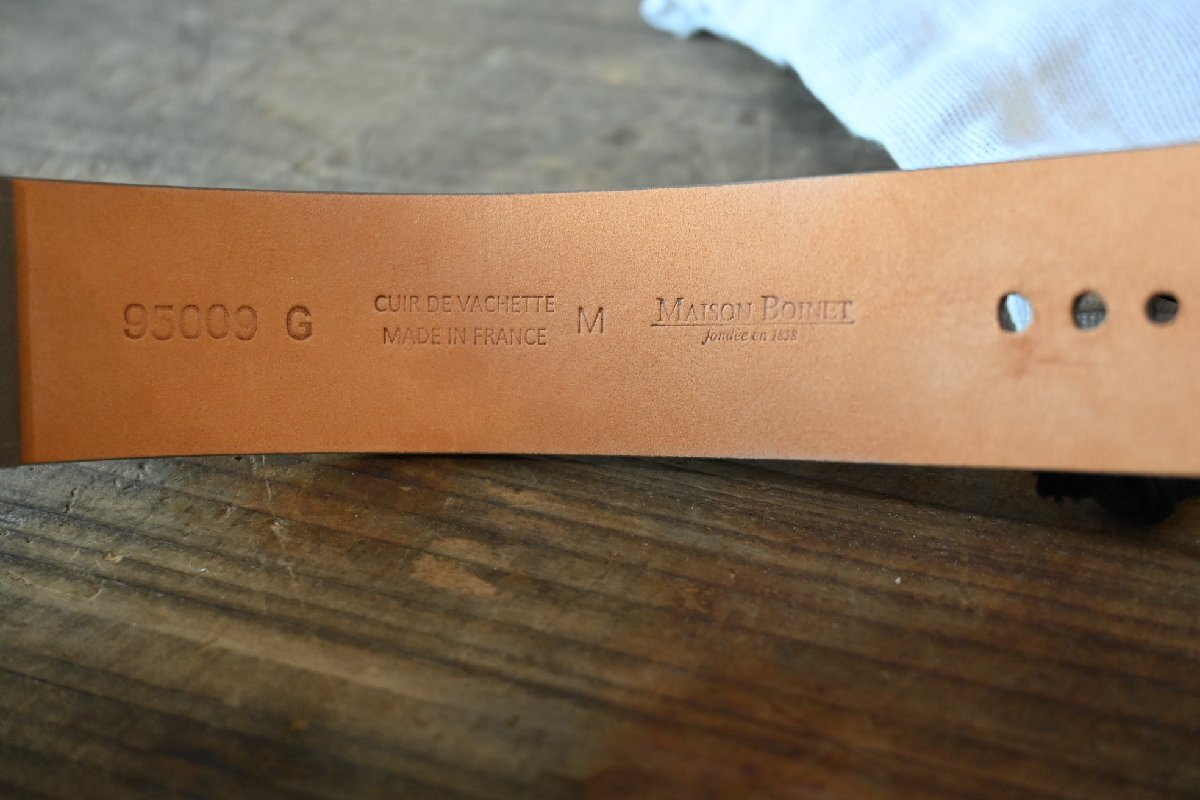 95009 G
CUIR DE VACHETTE
MADE IN FRANCE
M
MAISON BOINET
fondée en 1858